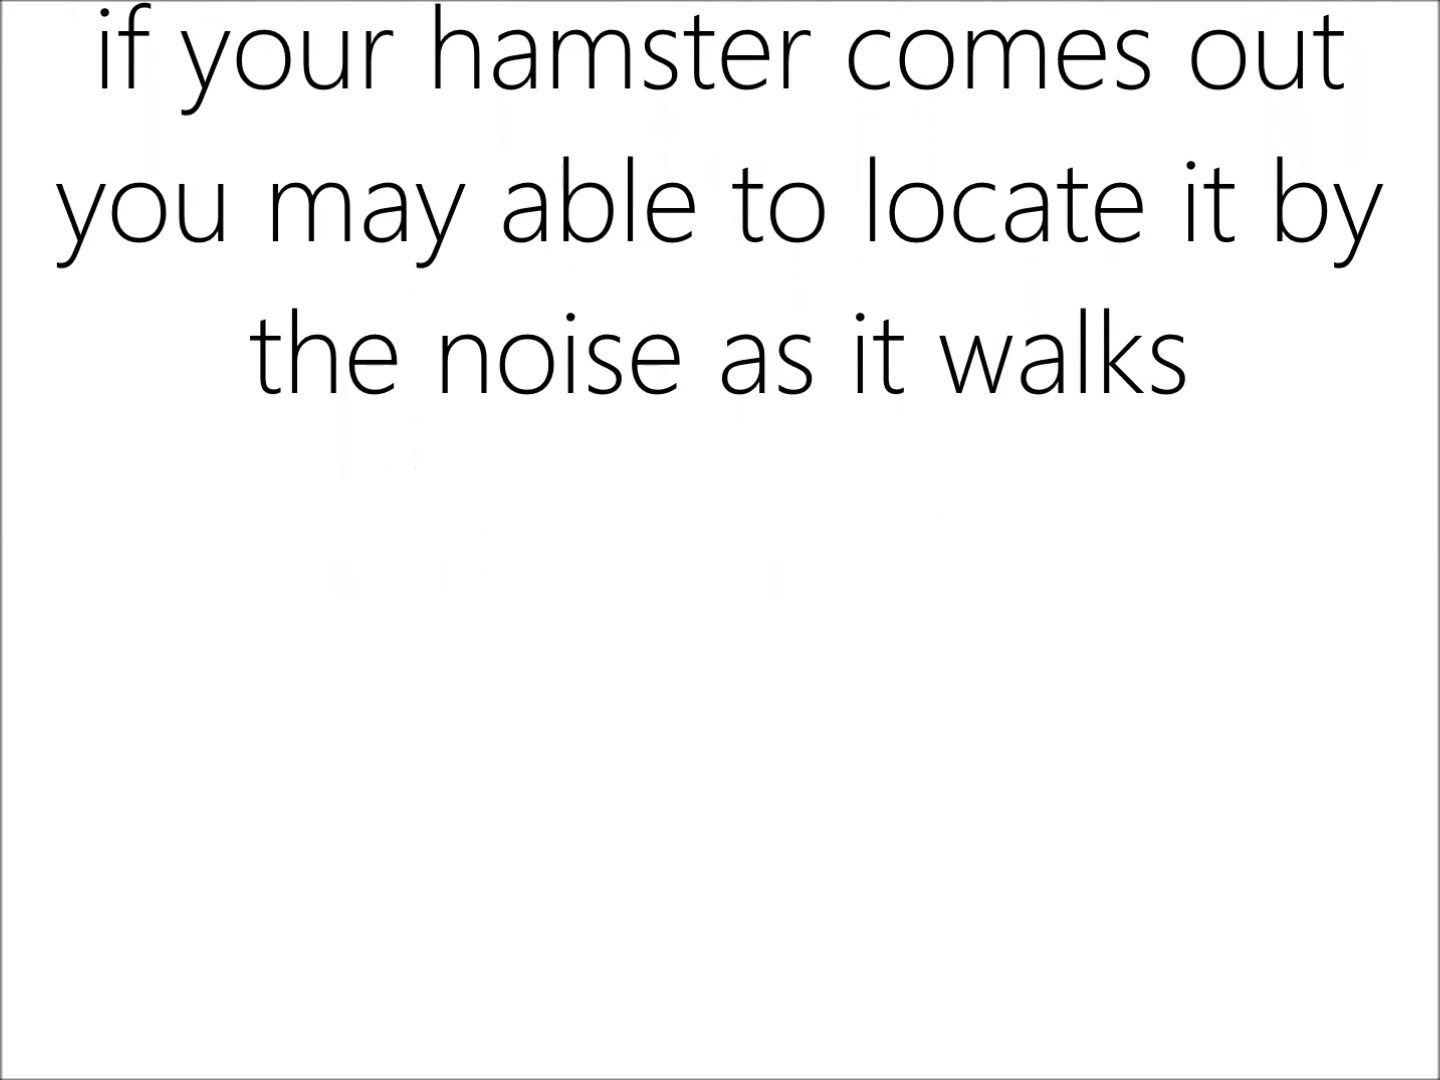 if your hamster comes out
you may able to locate it by
the noise as it walks